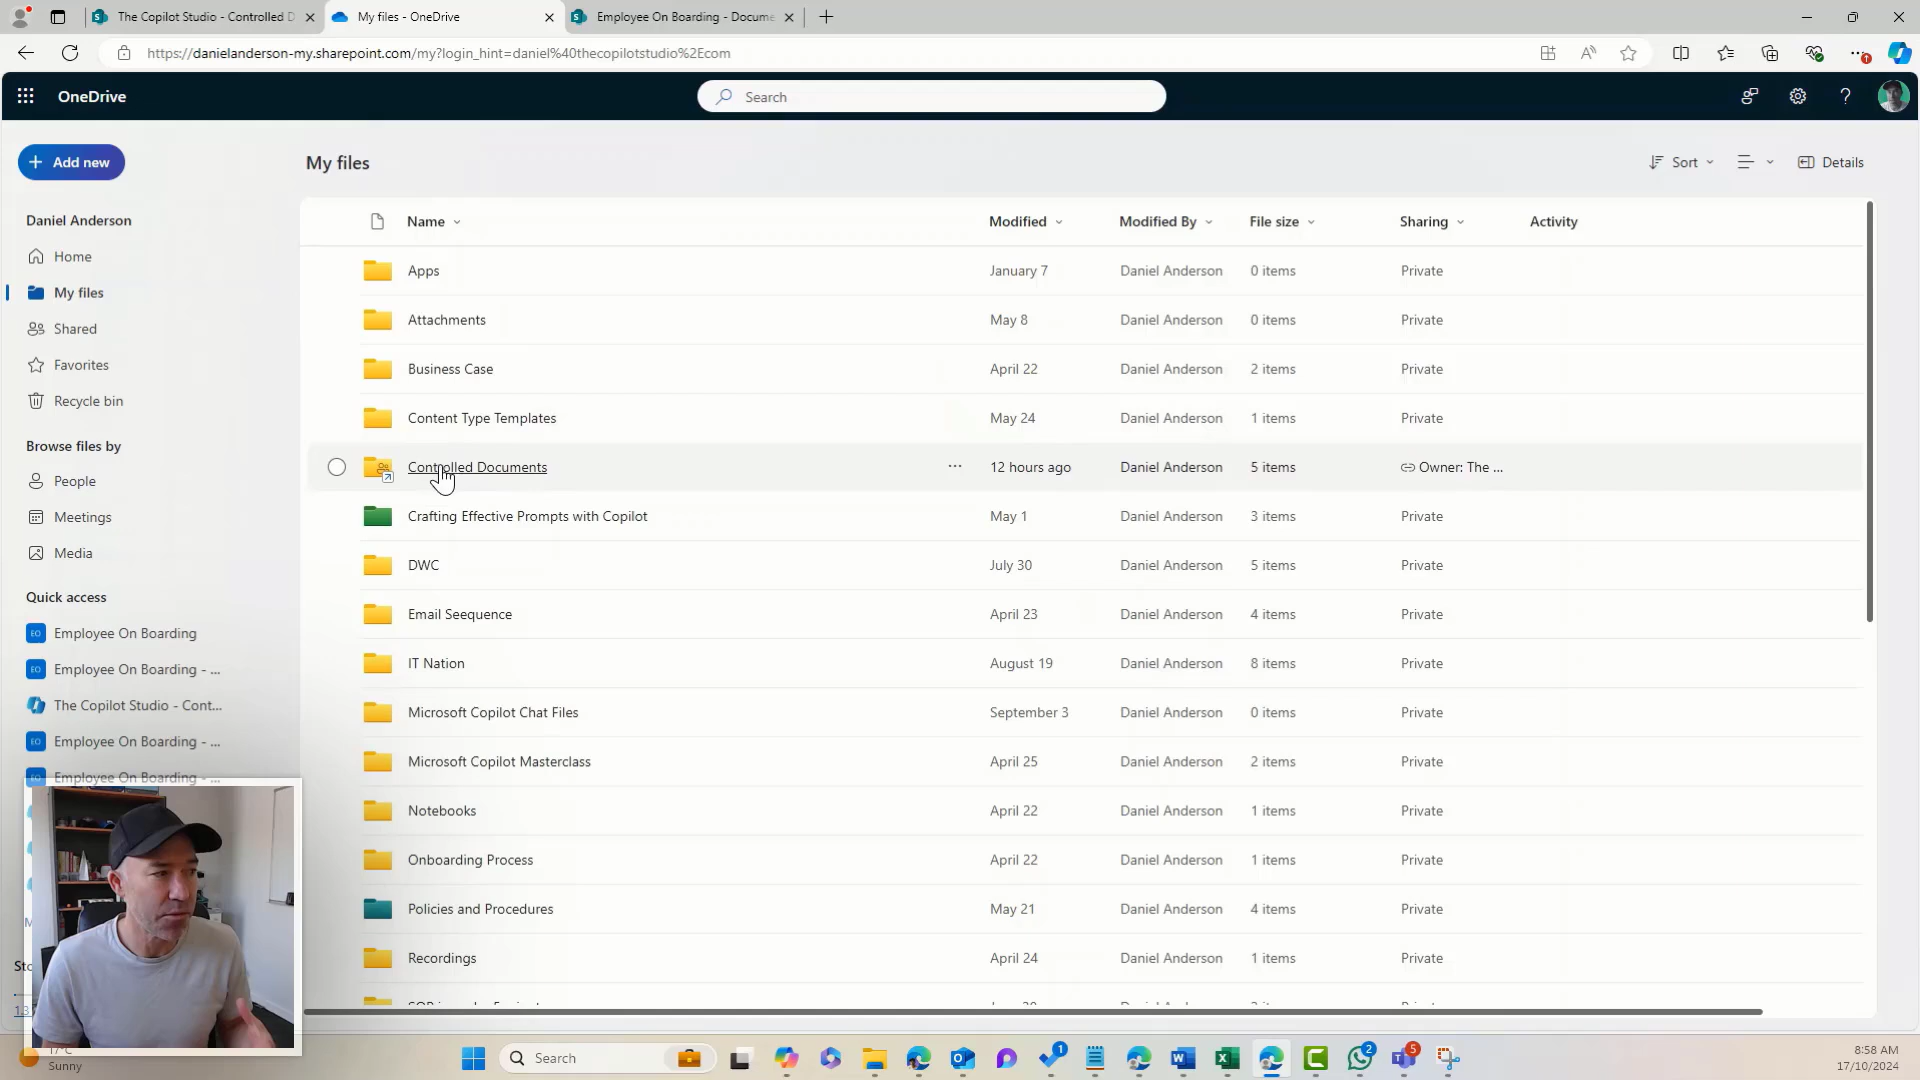 The Copilot Studio - Controlled D
My files - OneDrive
Employee On Boarding - Docume
https://danielanderson-my.sharepoint.com/my?login_hint=daniel%40thecopilotstudio%2Ecom
OneDrive
Search
Add new
My files
Sort
Details
Daniel Anderson
Home
My files
Shared
Favorites
Recycle bin
Browse files by
People
Meetings
Media
Quick access
Employee On Boarding
Employee On Boarding - ...
The Copilot Studio - Cont...
Employee On Boarding - ...
Employee On Boarding - ...
Name Modified Modified By File size Sharing Activity
Apps January 7 Daniel Anderson 0 items Private
Attachments May 8 Daniel Anderson 0 items Private
Business Case April 22 Daniel Anderson 2 items Private
Content Type Templates May 24 Daniel Anderson 1 items Private
Controlled Documents ... 12 hours ago Daniel Anderson 5 items Owner: The ...
Crafting Effective Prompts with Copilot May 1 Daniel Anderson 3 items Private
DWC July 30 Daniel Anderson 5 items Private
Email Seequence April 23 Daniel Anderson 4 items Private
IT Nation August 19 Daniel Anderson 8 items Private
Microsoft Copilot Chat Files September 3 Daniel Anderson 0 items Private
Microsoft Copilot Masterclass April 25 Daniel Anderson 2 items Private
Notebooks April 22 Daniel Anderson 1 items Private
Onboarding Process April 22 Daniel Anderson 1 items Private
Policies and Procedures May 21 Daniel Anderson 4 items Private
Recordings April 24 Daniel Anderson 1 items Private
17°C
Sunny
Search
1
2
5
8:58 AM
17/10/2024